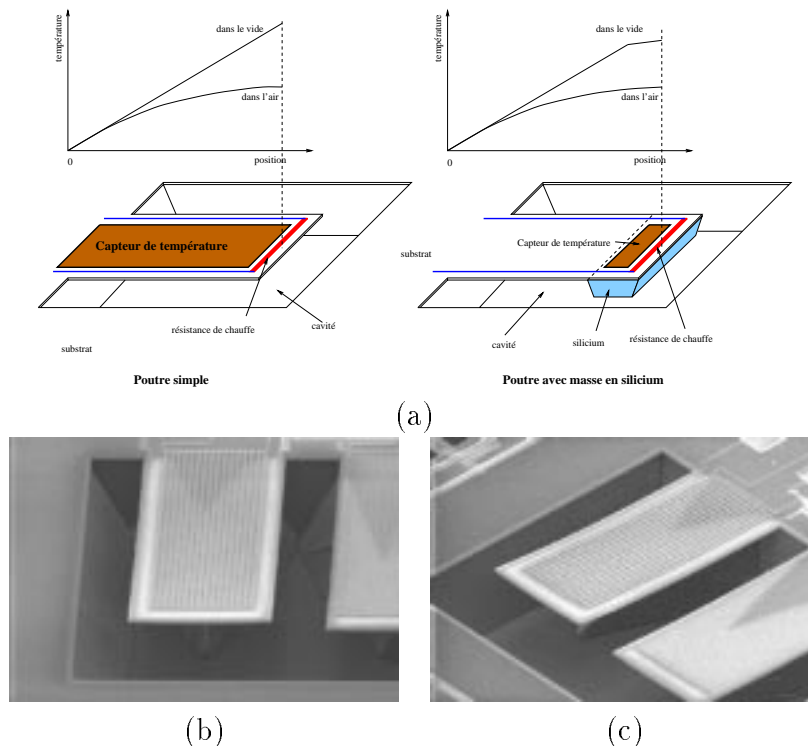 température
dans le vide
dans l'air
0
position
Capteur de température
résistance de chauffe
cavité
substrat
Poutre simple
température
dans le vide
dans l'air
0
position
Capteur de température
substrat
cavité
silicium
résistance de chauffe
Poutre avec masse en silicium
(a)
(b)
(c)